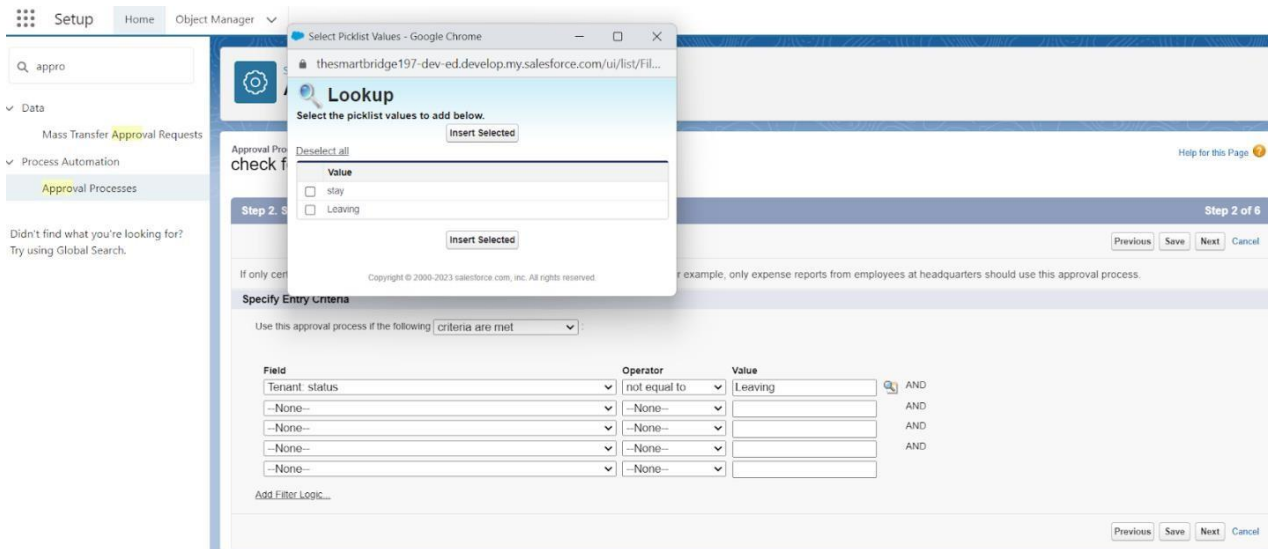 Setup Home Object Manager
appro
Data
Mass Transfer Approval Requests
Process Automation
Approval Processes
Didn't find what you're looking for?
Try using Global Search.
Select Picklist Values - Google Chrome
thesmartbridge197-dev-ed.develop.my.salesforce.com/ui/list/Fil...
Lookup
Select the picklist values to add below.
Insert Selected
Deselect all
Value
stay
Leaving
Insert Selected
Copyright © 2000-2023 salesforce.com, inc. All rights reserved.
Approval Pro
check f
Help for this Page
Step 2. S
Step 2 of 6
Previous Save Next Cancel
If only cer
r example, only expense reports from employees at headquarters should use this approval process.
Specify Entry Criteria
Use this approval process if the following criteria are met :
Field Operator Value
Tenant: status not equal to Leaving AND
--None-- --None-- AND
--None-- --None-- AND
--None-- --None-- AND
--None-- --None--
Add Filter Logic...
Previous Save Next Cancel